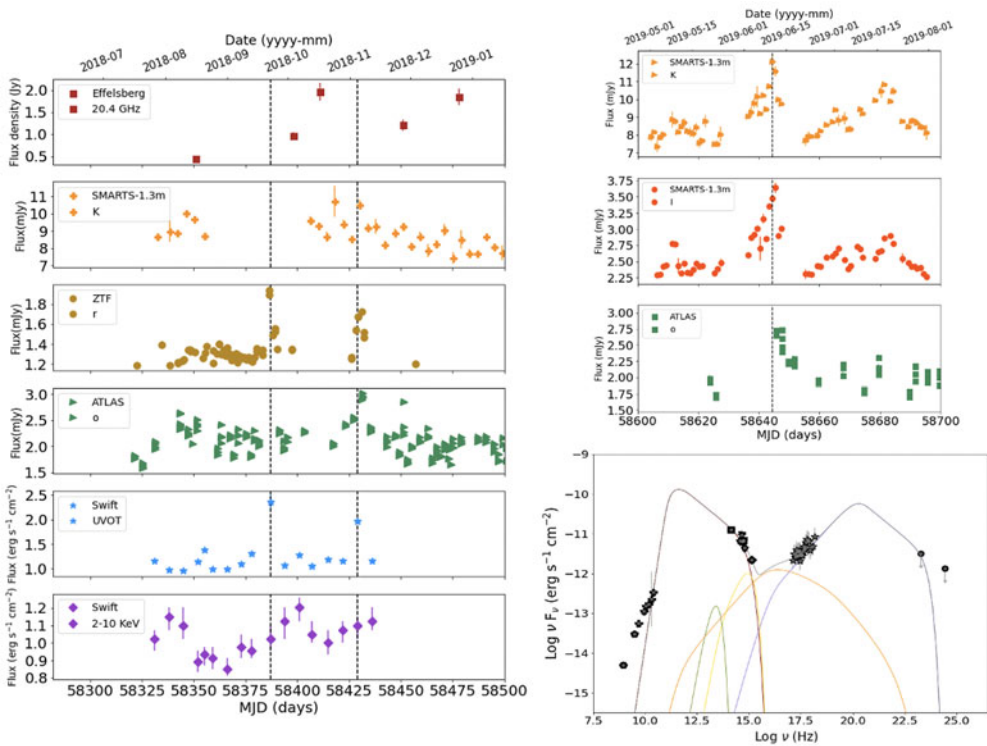 Date (yyyy-mm)
2018-07 2018-08 2018-09 2018-10 2018-11 2018-12 2019-01
Flux density (Jy)
2.0
1.5
1.0
0.5
Effelsberg
20.4 GHz
Flux(mJy)
11
10
9
8
7
SMARTS-1.3m
K
Flux(mJy)
1.8
1.6
1.4
1.2
ZTF
r
Flux(mJy)
3.0
2.5
2.0
1.5
ATLAS
o
Flux (erg s⁻¹ cm⁻²)
2.5
2.0
1.5
1.0
Swift
UVOT
Flux (erg s⁻¹ cm⁻²)
1.2
1.1
1.0
0.9
0.8
Swift
2-10 KeV
58300 58325 58350 58375 58400 58425 58450 58475 58500
MJD (days)
Date (yyyy-mm)
2019-05-01 2019-05-15 2019-06-01 2019-06-15 2019-07-01 2019-07-15 2019-08-01
Flux (mJy)
12
11
10
9
8
7
SMARTS-1.3m
K
Flux (mJy)
3.75
3.50
3.25
3.00
2.75
2.50
2.25
SMARTS-1.3m
I
Flux (mJy)
3.00
2.75
2.50
2.25
2.00
1.75
1.50
ATLAS
o
58600 58620 58640 58660 58680 58700
MJD (days)
Log ν Fν (erg s⁻¹ cm⁻²)
−9
−10
−11
−12
−13
−14
−15
7.5 10.0 12.5 15.0 17.5 20.0 22.5 25.0
Log ν (Hz)